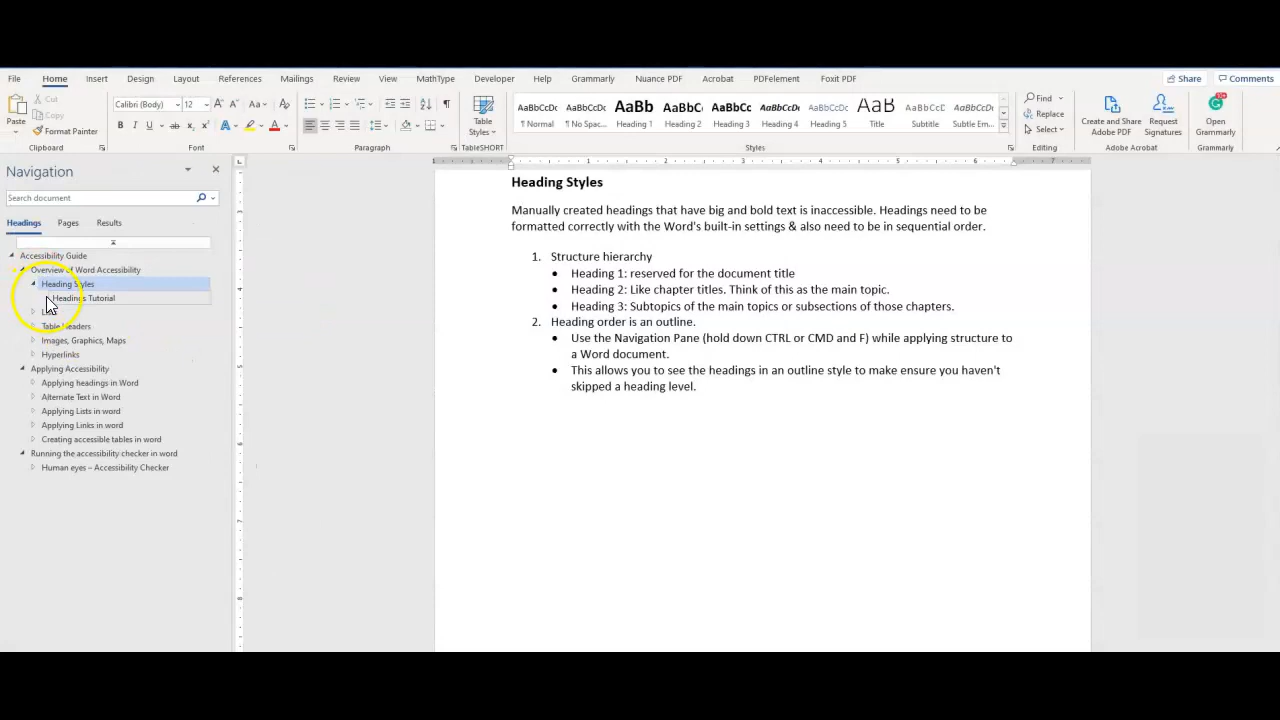 File Home Insert Design Layout References Mailings Review View MathType Developer Help Grammarly Nuance PDF Acrobat PDFelement Foxit PDF Share Comments
Paste
Cut
Copy
Format Painter
Calibri (Body) 12
Table Styles
TableSHORT
AaBbCcDc AaBbCcDc AaBb AaBbC AaBbCc AaBbCcDc AaBbCcDc AaB AaBbCcDc AaBbCcDc
¶ Normal ¶ No Spac... Heading 1 Heading 2 Heading 3 Heading 4 Heading 5 Title Subtitle Subtle Em...
Find
Replace
Select
Create and Share Adobe PDF
Request Signatures
Open Grammarly
Clipboard Font Paragraph Styles Editing Adobe Acrobat Grammarly
Navigation
Search document
Headings Pages Results
Accessibility Guide
Overview of Word Accessibility
Heading Styles
Headings Tutorial
Table Headers
Images, Graphics, Maps
Hyperlinks
Applying Accessibility
Applying headings in Word
Alternate Text in Word
Applying Lists in word
Applying Links in word
Creating accessible tables in word
Running the accessibility checker in word
Human eyes – Accessibility Checker
Heading Styles
Manually created headings that have big and bold text is inaccessible. Headings need to be
formatted correctly with the Word's built-in settings & also need to be in sequential order.
1. Structure hierarchy
• Heading 1: reserved for the document title
• Heading 2: Like chapter titles. Think of this as the main topic.
• Heading 3: Subtopics of the main topics or subsections of those chapters.
2. Heading order is an outline.
• Use the Navigation Pane (hold down CTRL or CMD and F) while applying structure to
a Word document.
• This allows you to see the headings in an outline style to make ensure you haven't
skipped a heading level.